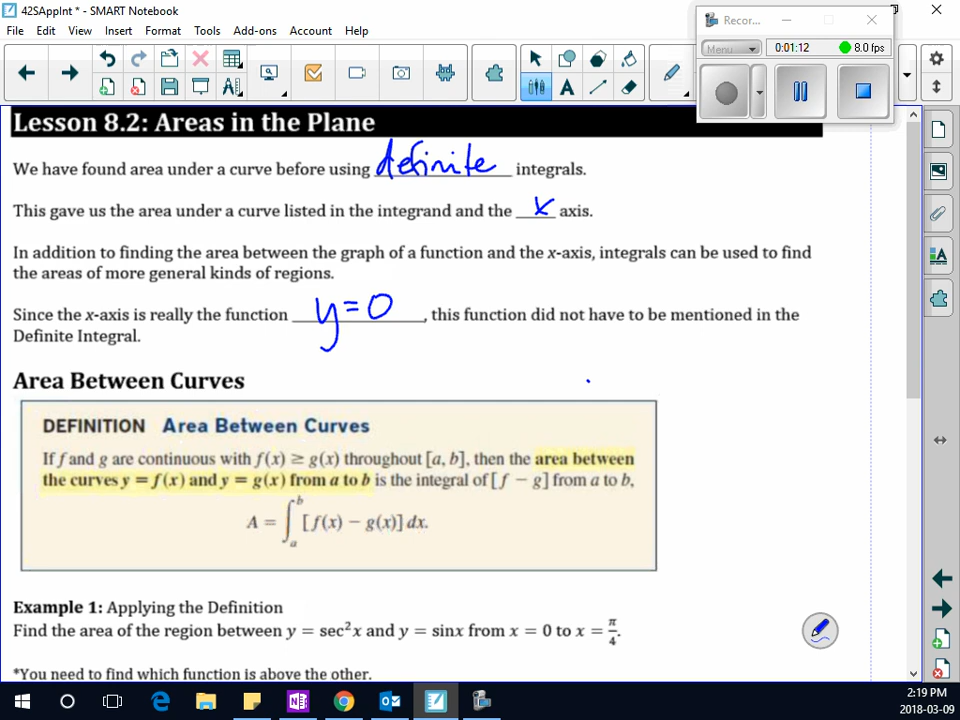 42SAppInt * - SMART Notebook
Recor...
File Edit View Insert Format Tools Add-ons Account Help
Menu 0:01:12 8.0 fps
Lesson 8.2: Areas in the Plane
We have found area under a curve before using definite integrals.
This gave us the area under a curve listed in the integrand and the x axis.
In addition to finding the area between the graph of a function and the x-axis, integrals can be used to find
the areas of more general kinds of regions.
Since the x-axis is really the function y=0, this function did not have to be mentioned in the
Definite Integral.
Area Between Curves
DEFINITION Area Between Curves
If f and g are continuous with f(x) ≥ g(x) throughout [a, b], then the area between
the curves y = f(x) and y = g(x) from a to b is the integral of [f − g] from a to b,
A = ∫ₐᵇ [f(x) − g(x)] dx.
Example 1: Applying the Definition
Find the area of the region between y = sec²x and y = sinx from x = 0 to x = π/4.
*You need to find which function is above the other.
2:19 PM
2018-03-09